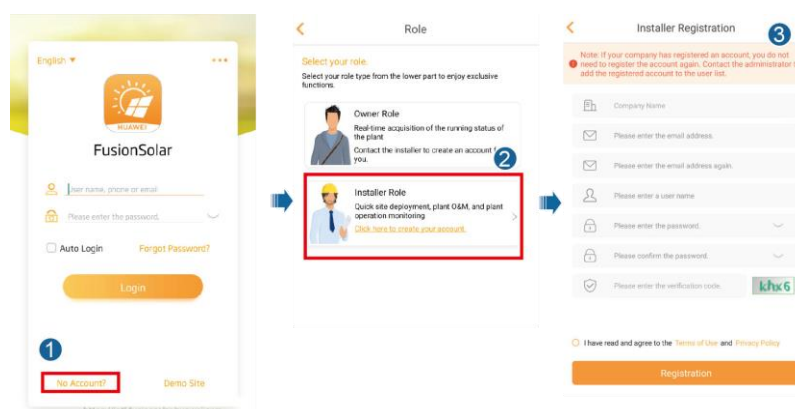 English ▼
•••
HUAWEI
FusionSolar
User name, phone or email
Please enter the password.
Auto Login
Forgot Password?
Login
1
No Account?
Demo Site
Role
Select your role.
Select your role type from the lower part to enjoy exclusive
functions.
Owner Role
Real-time acquisition of the running status of
the plant
Contact the installer to create an account
you.
2
Installer Role
Quick site deployment, plant O&M, and plant
operation monitoring
Click here to create your account.
Installer Registration
3
Note: If your company has registered an account, you do not
need to register the account again. Contact the administrator
add the registered account to the user list.
Company Name
Please enter the email address.
Please enter the email address again.
Please enter a user name
Please enter the password.
Please confirm the password.
Please enter the verification code.
khx6
I have read and agree to the Terms of Use and Privacy Policy
Registration